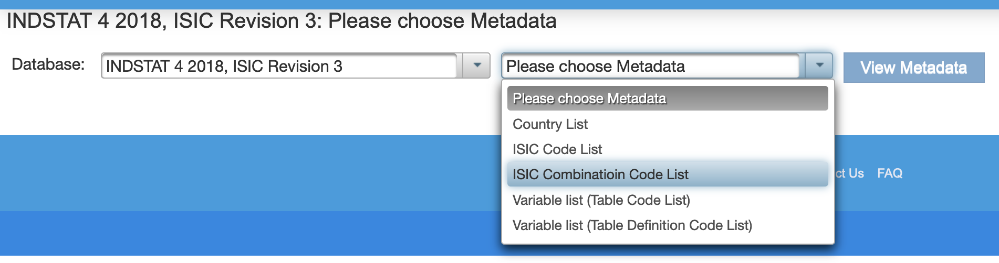 INDSTAT 4 2018, ISIC Revision 3: Please choose Metadata
Database: INDSTAT 4 2018, ISIC Revision 3 Please choose Metadata View Metadata
Please choose Metadata
Country List
ISIC Code List
ISIC Combinatioin Code List
ct Us FAQ
Variable list (Table Code List)
Variable list (Table Definition Code List)